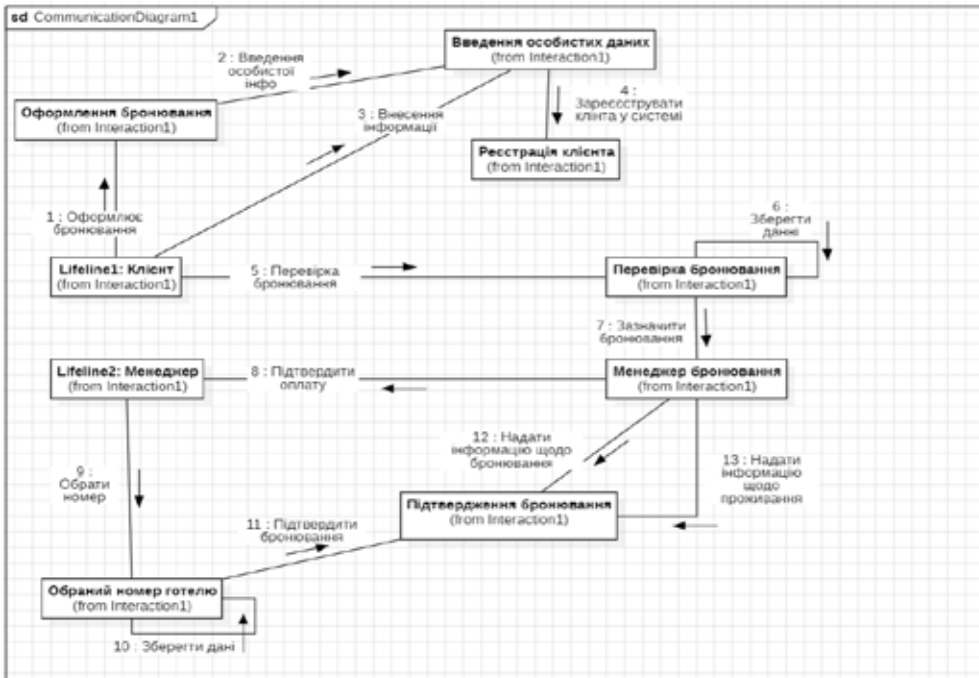 sd CommunicationDiagram1
2 : Введення
особистої
інфо
Введення особистих даних
(from Interaction1)
Оформлення бронювання
(from Interaction1)
3 : Внесення
інформації
4 :
Зареєструвати
клінта у системі
Реєстрація клієнта
(from Interaction1)
1 : Оформлює
бронювання
6 :
Зберегти
данні
Lifeline1: Клієнт
(from Interaction1)
5 : Перевірка
бронювання
Перевірка бронювання
(from Interaction1)
7 : Зазначити
бронювання
Lifeline2: Менеджер
(from Interaction1)
8 : Підтвердити
оплату
Менеджер бронювання
(from Interaction1)
12 : Надати
інформацію щодо
бронювання
13 : Надати
інформацію
щодо
проживання
9 :
Обрати
номер
Підтвердження бронювання
(from Interaction1)
11 : Підтвердити
бронювання
Обраний номер готелю
(from Interaction1)
10 : Зберегти дані